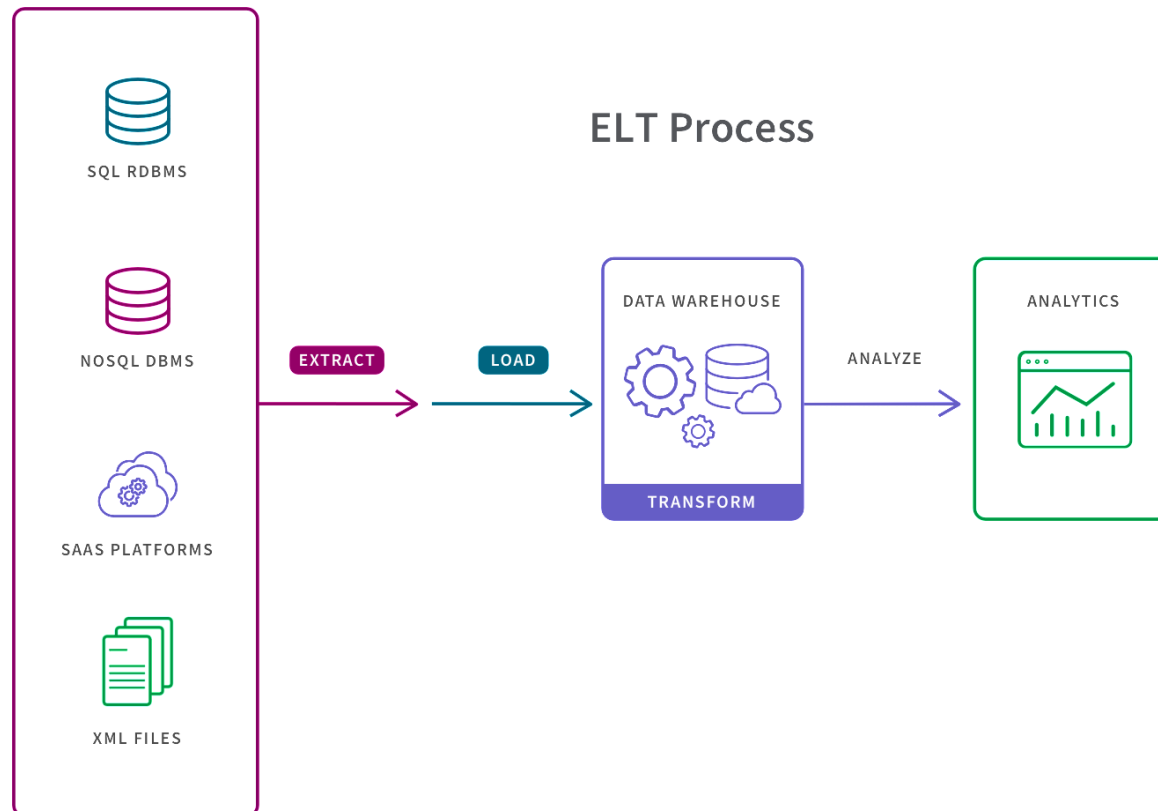 ELT Process
SQL RDBMS
NOSQL DBMS
SAAS PLATFORMS
XML FILES
EXTRACT
LOAD
DATA WAREHOUSE
TRANSFORM
ANALYZE
ANALYTICS